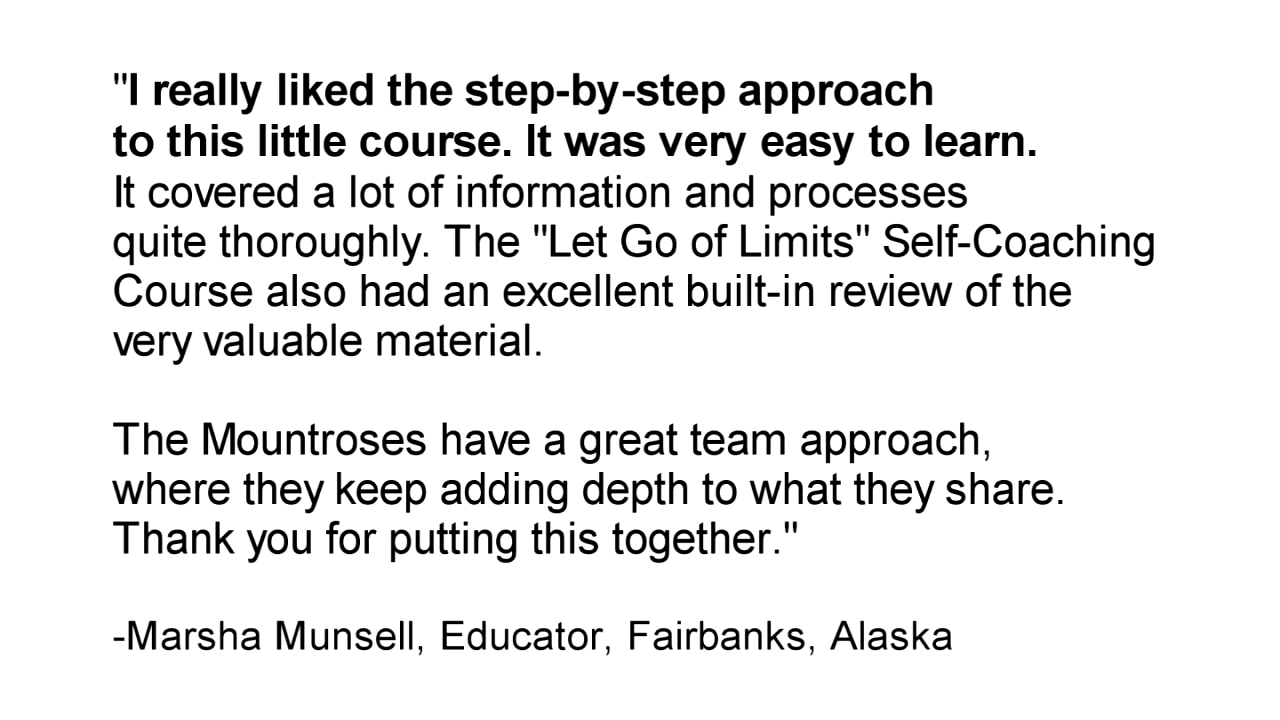 "I really liked the step-by-step approach
to this little course. It was very easy to learn.
It covered a lot of information and processes
quite thoroughly. The "Let Go of Limits" Self-Coaching
Course also had an excellent built-in review of the
very valuable material.
The Mountroses have a great team approach,
where they keep adding depth to what they share.
Thank you for putting this together."
-Marsha Munsell, Educator, Fairbanks, Alaska